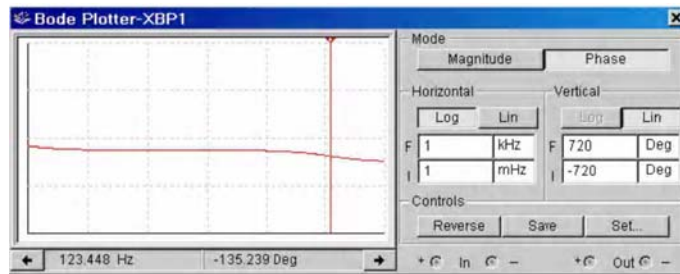 Bode Plotter-XBP1
Mode
Magnitude Phase
Horizontal Vertical
Log Lin Log Lin
F 1 kHz F 720 Deg
I 1 mHz I -720 Deg
Controls
Reverse Save Set...
123.448 Hz -135.239 Deg + In − + Out −